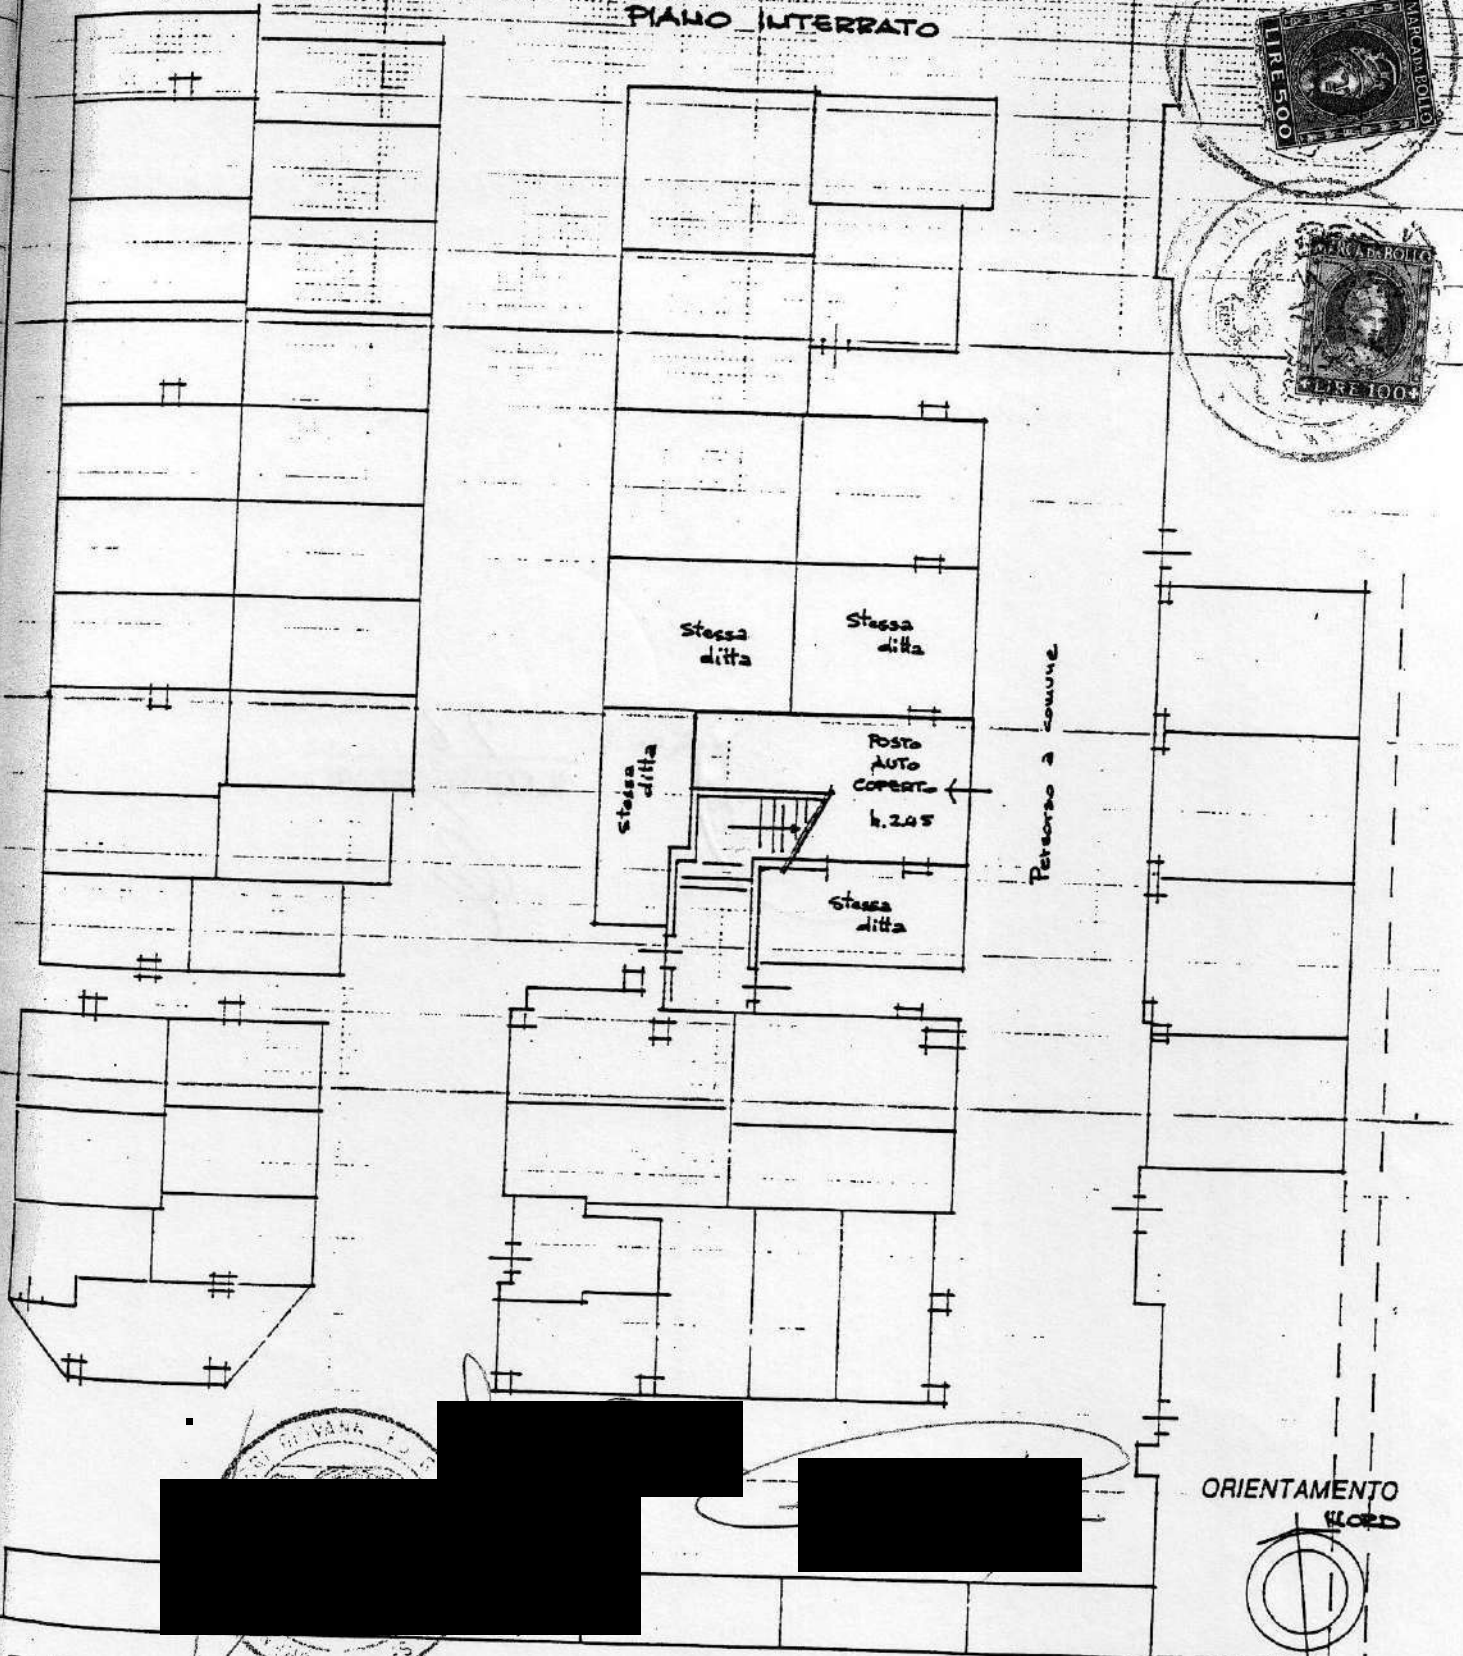 PIANO INTERRATO
MARCA DA BOLLO
LIRE 500
MARCA DA BOLLO
LIRE 100
Stessa
ditta
Stessa
ditta
Stessa
ditta
POSTO
AUTO
COPERTO
h. 2.45
Percorso a comune
Stessa
ditta
ORIENTAMENTO
NORD